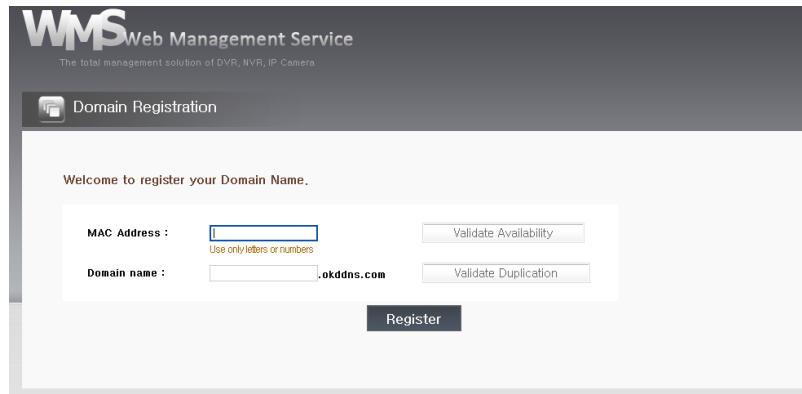 WMS Web Management Service
The total management solution of DVR, NVR, IP Camera
Domain Registration
Welcome to register your Domain Name.
MAC Address : Validate Availability
Use only letters or numbers
Domain name : .okddns.com Validate Duplication
Register